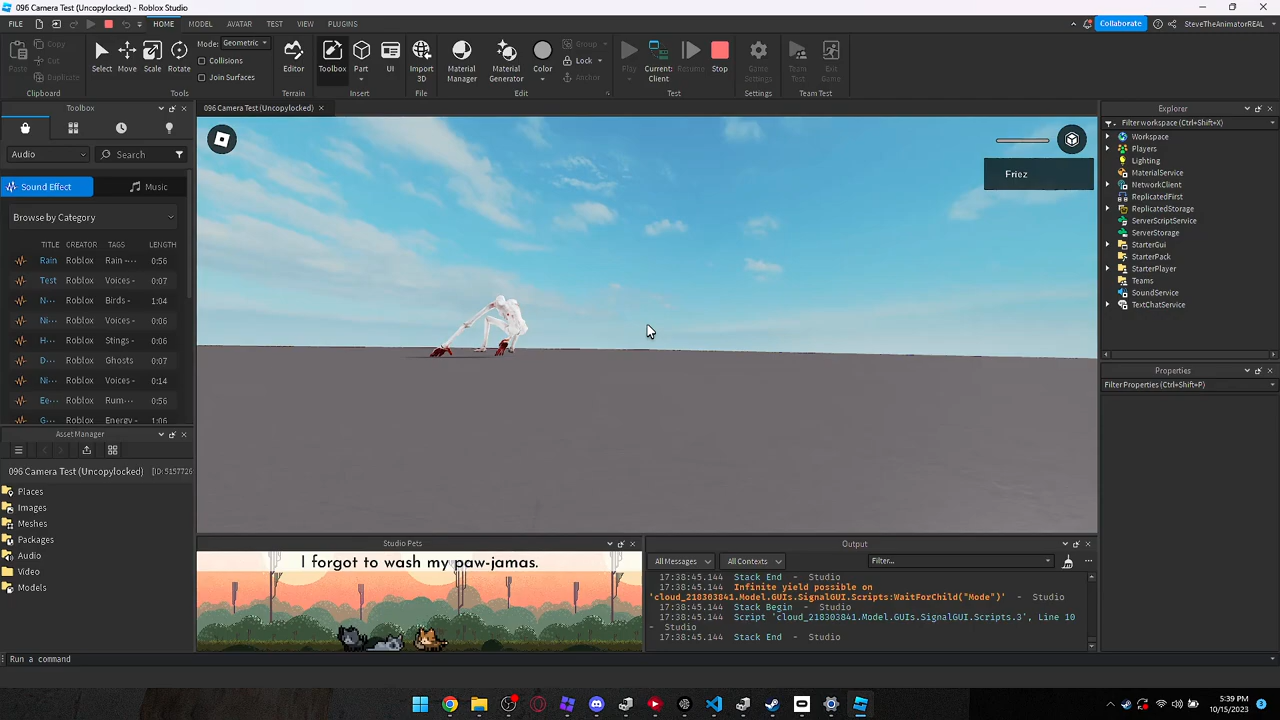 096 Camera Test (Uncopylocked) - Roblox Studio
FILE HOME MODEL AVATAR TEST VIEW PLUGINS
Collaborate SteveTheAnimatorREAL
Paste Copy Cut Duplicate Clipboard
Select Move Scale Rotate Mode: Geometric Collisions Join Surfaces Tools
Editor Terrain
Toolbox Part UI Insert
Import 3D File
Material Manager Material Generator Color Group Lock Anchor Edit
Play Current: Client Resume Stop Test
Game Settings Settings
Team Test Exit Game Team Test
Toolbox
Audio Search
Sound Effect Music
Browse by Category
TITLE CREATOR TAGS LENGTH
Rain Roblox Rain -··· 0:56
Test Roblox Voices - 0:07
N··· Roblox Birds - 1:04
Ni··· Roblox Voices - 0:06
H··· Roblox Stings - 0:06
D··· Roblox Ghosts 0:07
Ni··· Roblox Voices - 0:14
Ee··· Roblox Rum··· 0:56
G··· Roblox Energy - 1:06
Asset Manager
096 Camera Test (Uncopylocked) [ID:5157726
Places
Images
Meshes
Packages
Audio
Video
Models
096 Camera Test (Uncopylocked)
Friez
Studio Pets
I forgot to wash my paw-jamas.
Output
All Messages All Contexts Filter...
17:38:45.144 Stack End - Studio
17:38:45.144 Infinite yield possible on
'cloud_218303841.Model.GUIs.SignalGUI.Scripts:WaitForChild("Mode")' - Studio
17:38:45.144 Stack Begin - Studio
17:38:45.144 Script 'cloud_218303841.Model.GUIs.SignalGUI.Scripts.3', Line 10
- Studio
17:38:45.144 Stack End - Studio
Explorer
Filter workspace (Ctrl+Shift+X)
Workspace
Players
Lighting
MaterialService
NetworkClient
ReplicatedFirst
ReplicatedStorage
ServerScriptService
ServerStorage
StarterGui
StarterPack
StarterPlayer
Teams
SoundService
TextChatService
Properties
Filter Properties (Ctrl+Shift+P)
Run a command
5:39 PM
10/15/2023